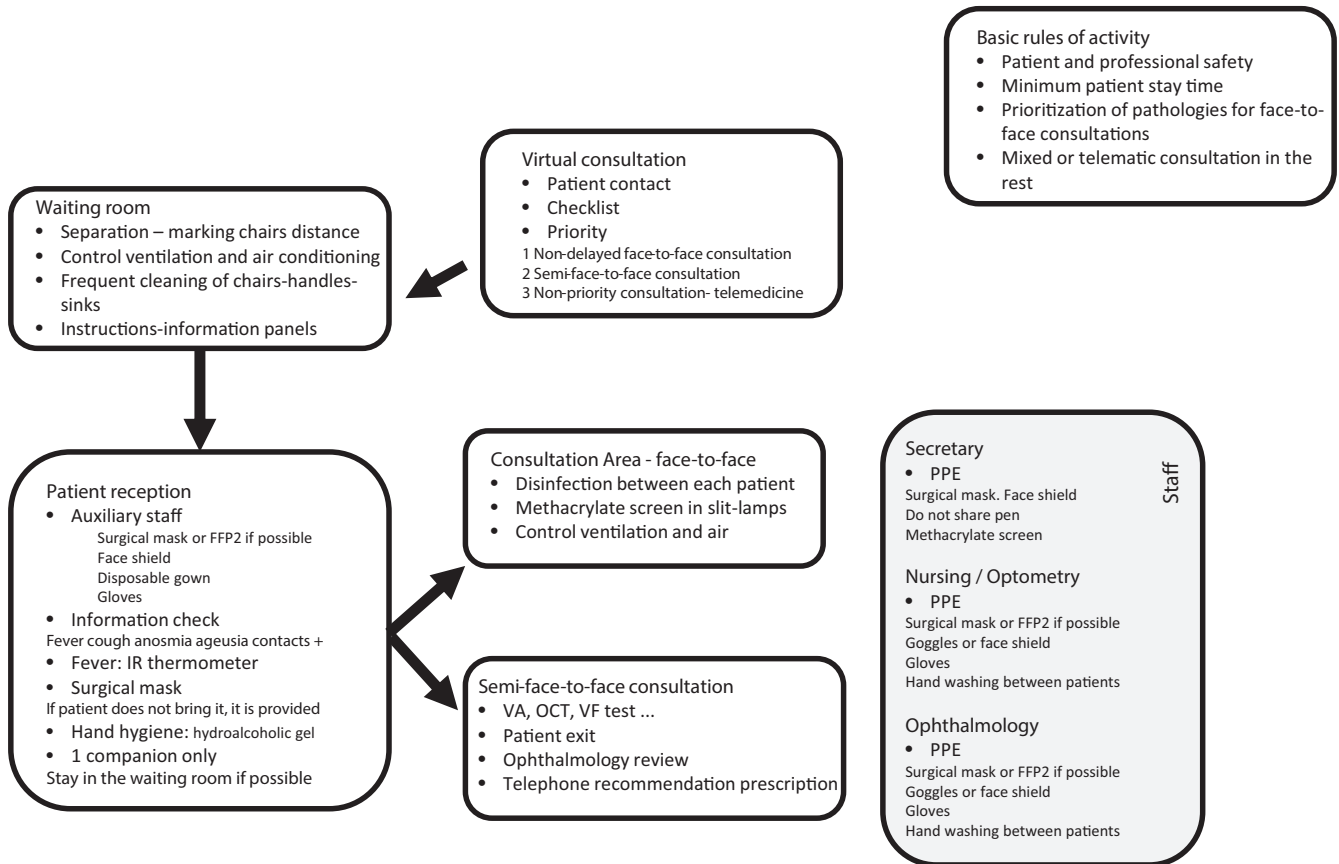 Basic rules of activity
• Patient and professional safety
• Minimum patient stay time
• Prioritization of pathologies for face-to-
face consultations
• Mixed or telematic consultation in the
rest
Virtual consultation
• Patient contact
• Checklist
• Priority
1 Non-delayed face-to-face consultation
2 Semi-face-to-face consultation
3 Non-priority consultation- telemedicine
Waiting room
• Separation – marking chairs distance
• Control ventilation and air conditioning
• Frequent cleaning of chairs-handles-
sinks
• Instructions-information panels
Patient reception
• Auxiliary staff
Surgical mask or FFP2 if possible
Face shield
Disposable gown
Gloves
• Information check
Fever cough anosmia ageusia contacts +
• Fever: IR thermometer
• Surgical mask
If patient does not bring it, it is provided
• Hand hygiene: hydroalcoholic gel
• 1 companion only
Stay in the waiting room if possible
Consultation Area - face-to-face
• Disinfection between each patient
• Methacrylate screen in slit-lamps
• Control ventilation and air
Semi-face-to-face consultation
• VA, OCT, VF test ...
• Patient exit
• Ophthalmology review
• Telephone recommendation prescription
Staff
Secretary
• PPE
Surgical mask. Face shield
Do not share pen
Methacrylate screen
Nursing / Optometry
• PPE
Surgical mask or FFP2 if possible
Goggles or face shield
Gloves
Hand washing between patients
Ophthalmology
• PPE
Surgical mask or FFP2 if possible
Goggles or face shield
Gloves
Hand washing between patients